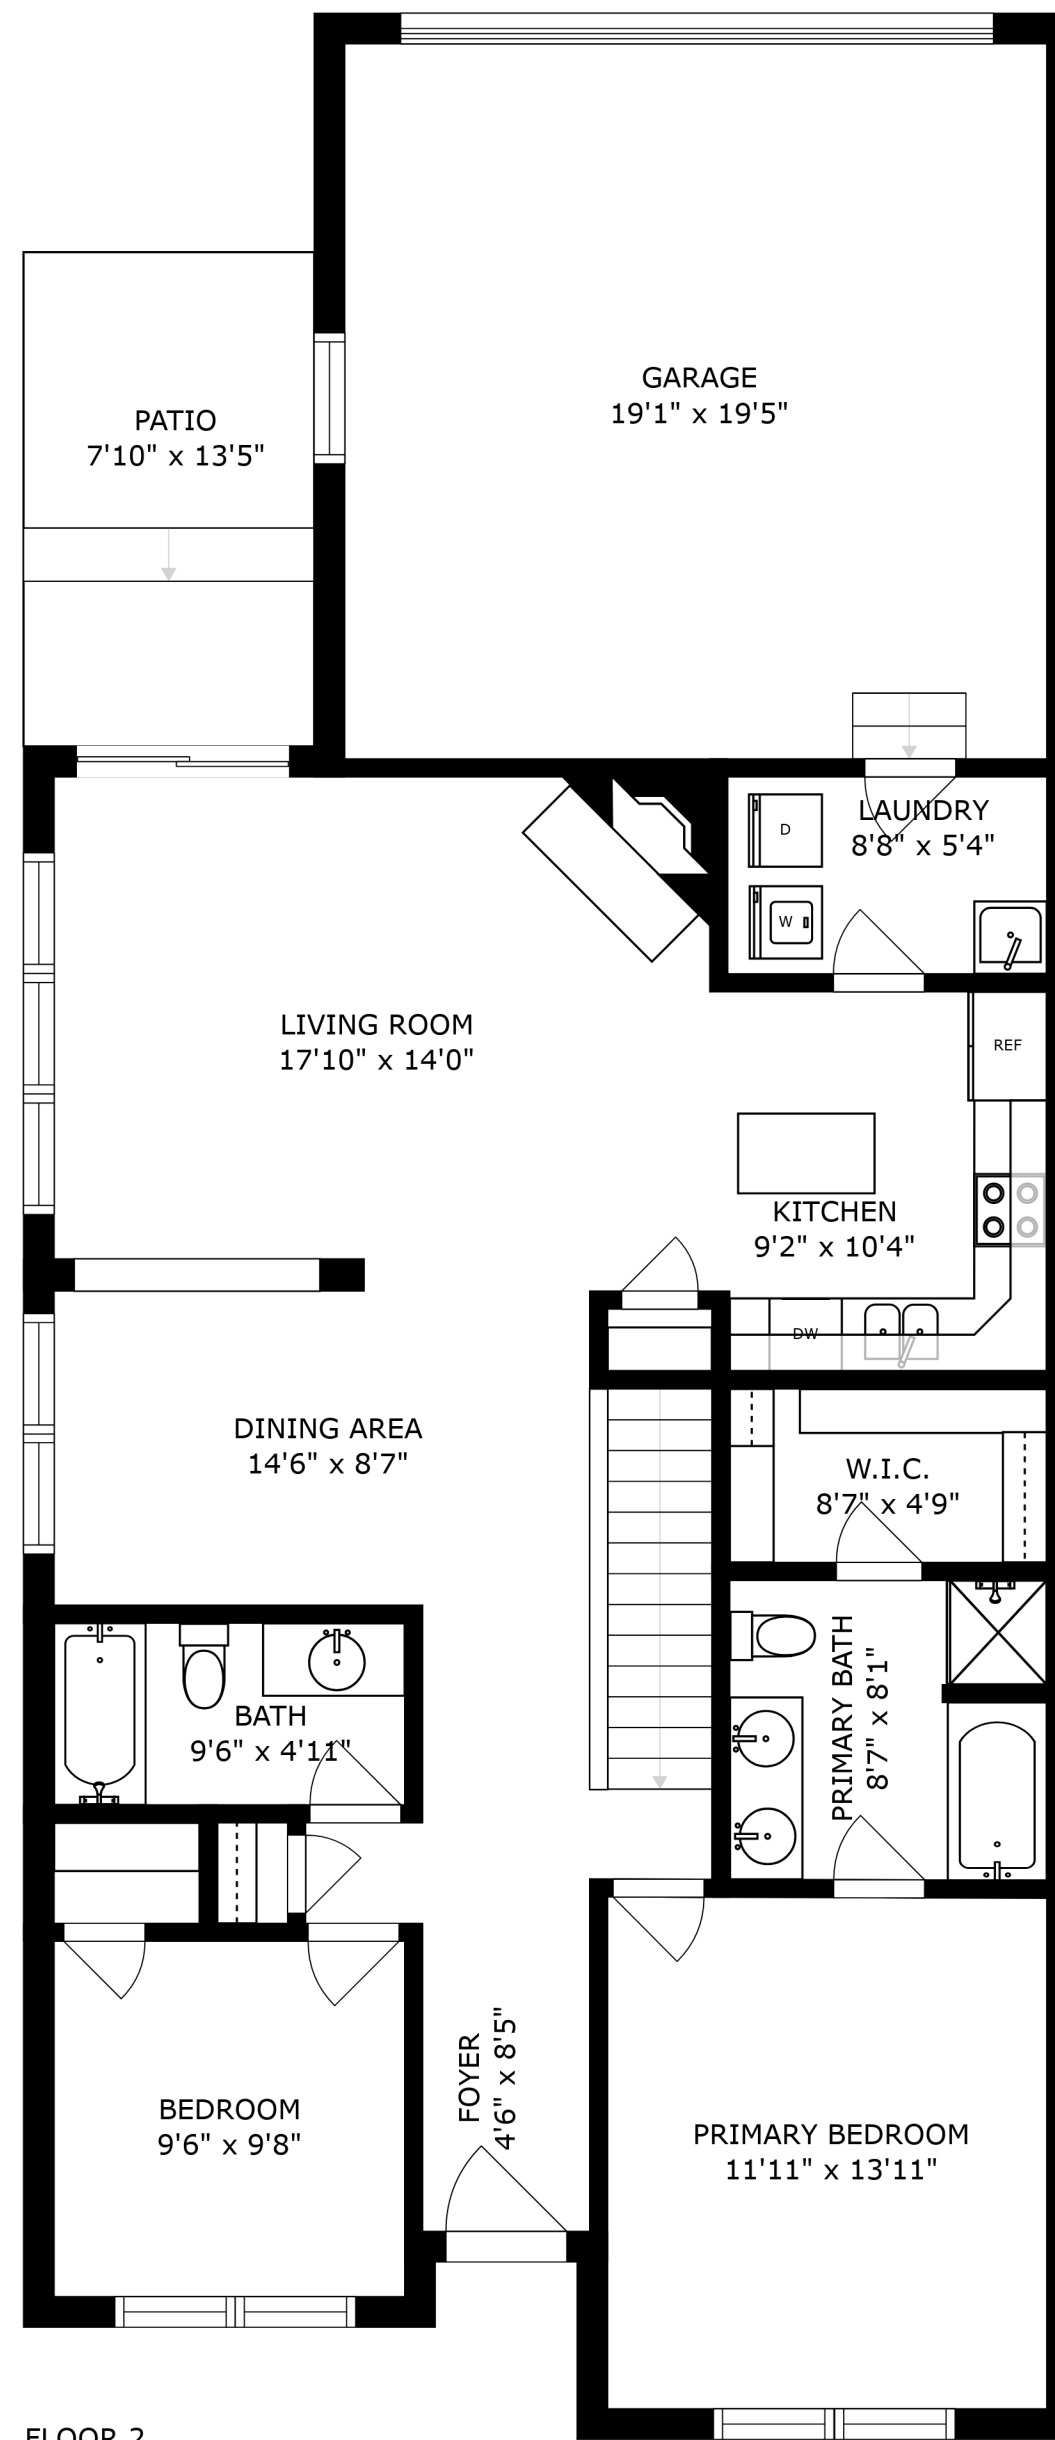 GARAGE
19'1" x 19'5"
PATIO
7'10" x 13'5"
LAUNDRY
8'8" x 5'4"
D
W
LIVING ROOM
17'10" x 14'0"
REF
KITCHEN
9'2" x 10'4"
DW
DINING AREA
14'6" x 8'7"
W.I.C.
8'7" x 4'9"
BATH
9'6" x 4'11"
PRIMARY BATH
8'7" x 8'1"
FOYER
4'6" x 8'5"
BEDROOM
9'6" x 9'8"
PRIMARY BEDROOM
11'11" x 13'11"
FLOOR 2